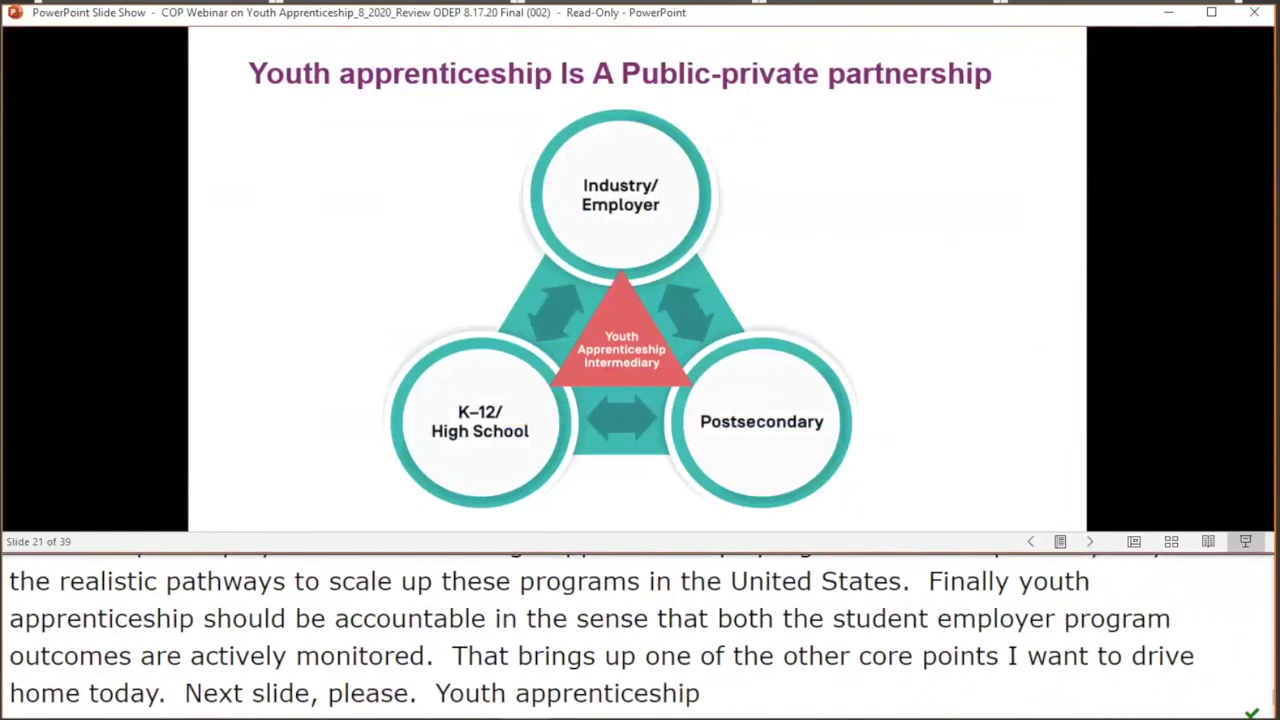 PowerPoint Slide Show - COP Webinar on Youth Apprenticeship_8_2020_Review ODEP 8.17.20 Final (002) - Read-Only - PowerPoint
Youth apprenticeship Is A Public-private partnership
Industry/
Employer
Youth
Apprenticeship
Intermediary
K–12/
High School
Postsecondary
Slide 21 of 39
the realistic pathways to scale up these programs in the United States. Finally youth
apprenticeship should be accountable in the sense that both the student employer program
outcomes are actively monitored. That brings up one of the other core points I want to drive
home today. Next slide, please. Youth apprenticeship